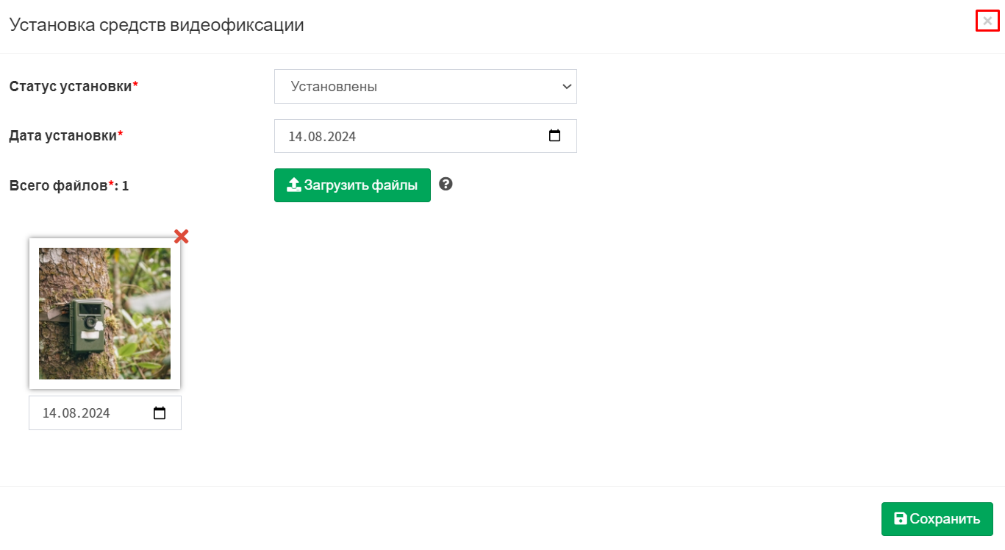 Установка средств видеофиксации
×
Статус установки*
Установлены
Дата установки*
14.08.2024
Всего файлов*: 1
Загрузить файлы
?
14.08.2024
Сохранить